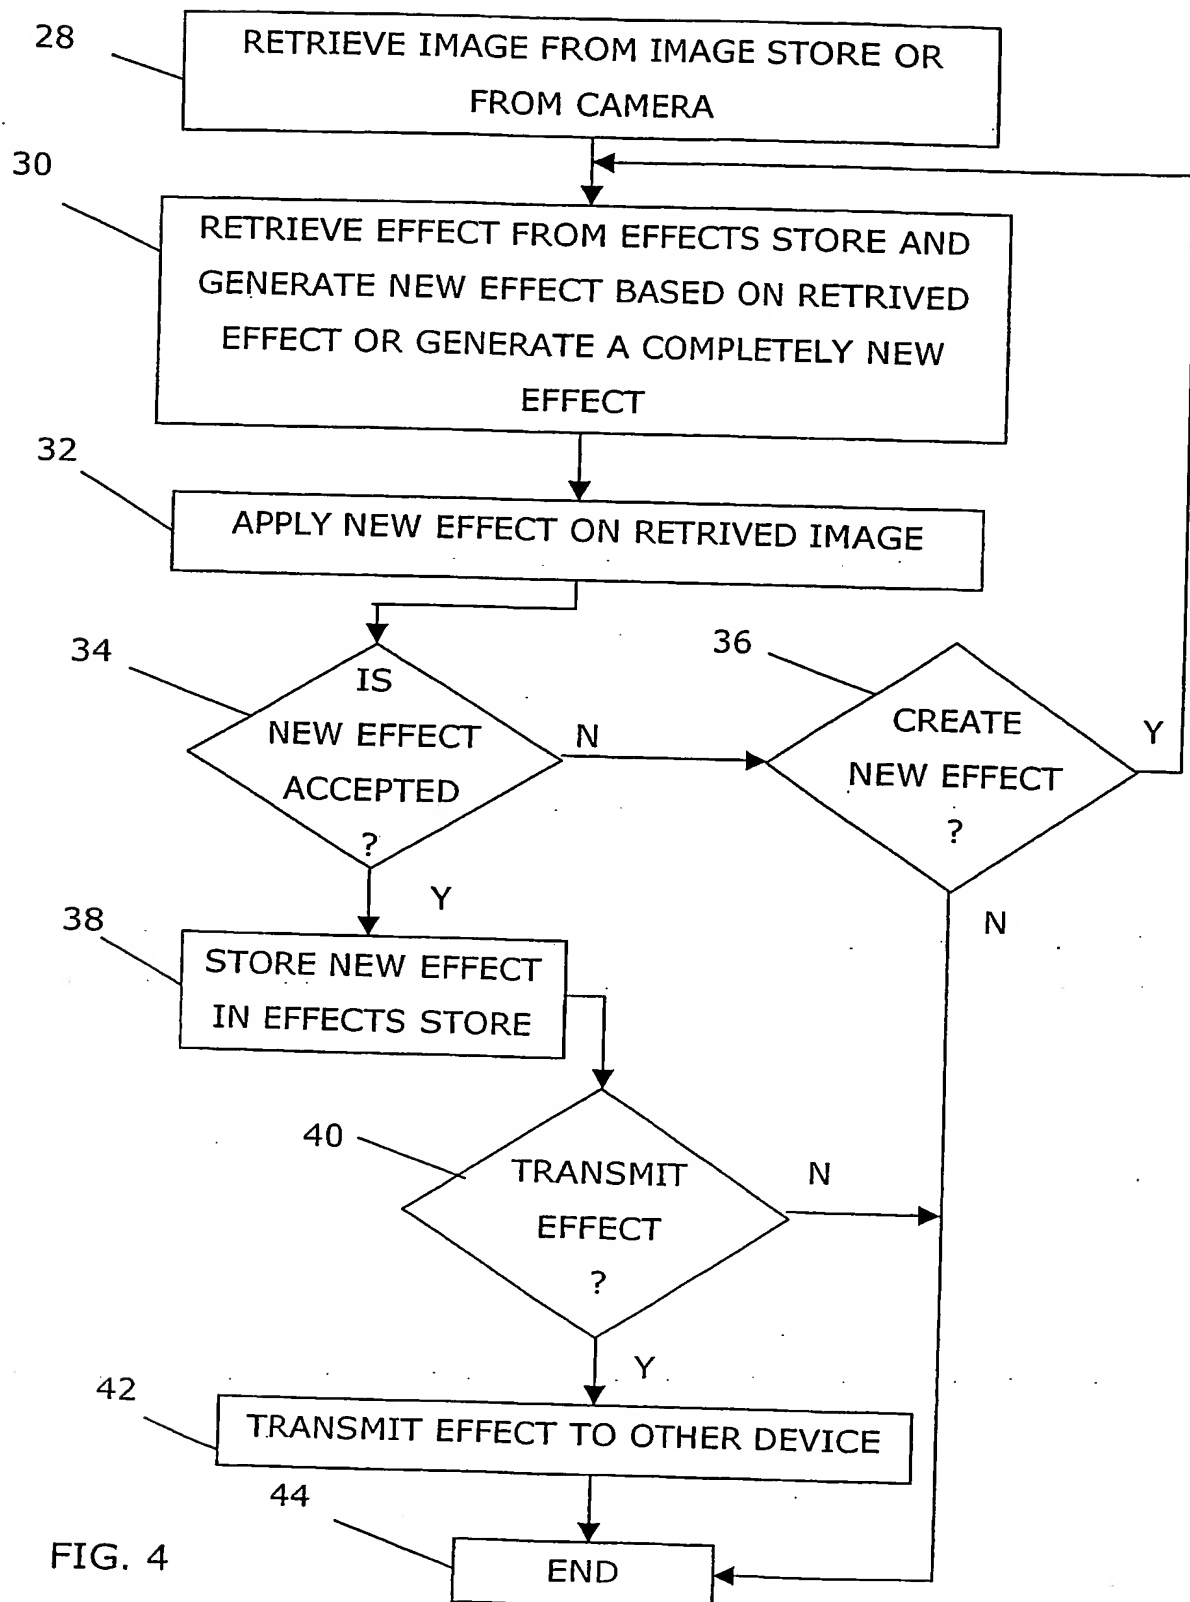 28
RETRIEVE IMAGE FROM IMAGE STORE OR
FROM CAMERA
30
RETRIEVE EFFECT FROM EFFECTS STORE AND
GENERATE NEW EFFECT BASED ON RETRIVED
EFFECT OR GENERATE A COMPLETELY NEW
EFFECT
32
APPLY NEW EFFECT ON RETRIVED IMAGE
34
IS
NEW EFFECT
ACCEPTED
?
N
36
CREATE
NEW EFFECT
?
Y
N
Y
38
STORE NEW EFFECT
IN EFFECTS STORE
40
TRANSMIT
EFFECT
?
N
Y
42
TRANSMIT EFFECT TO OTHER DEVICE
44
END
FIG. 4